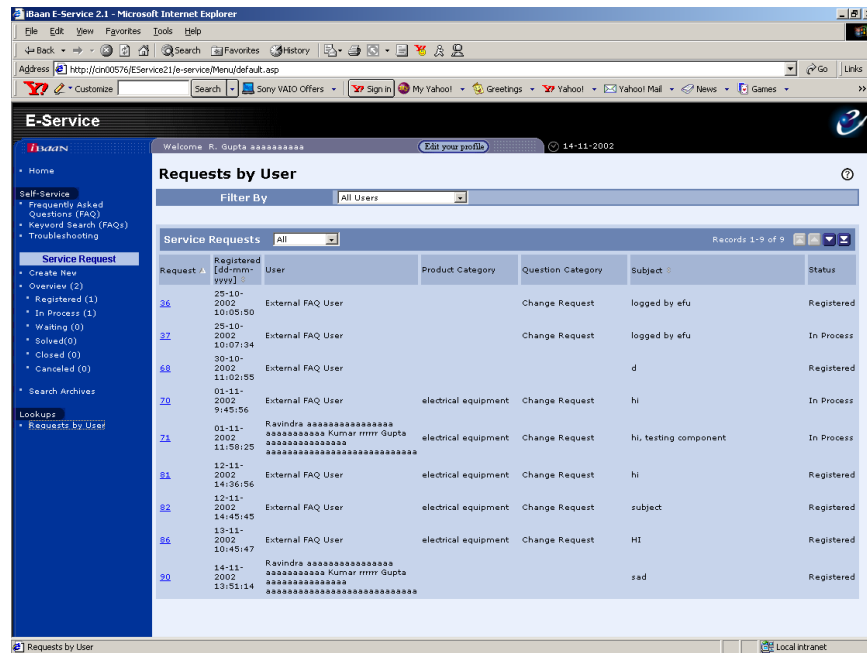 iBaan E-Service 2.1 - Microsoft Internet Explorer
File Edit View Favorites Tools Help
Back Search Favorites History
Address http://cin00576/EService21/e-service/Menu/default.asp Go Links
Y! Customize Search Sony VAIO Offers Sign in My Yahoo! Greetings Yahoo! Yahoo! Mail News Games »
E-Service
iBaan Welcome R. Gupta aaaaaaaaaa Edit your profile 14-11-2002
Home
Self-Service
Frequently Asked
Questions (FAQ)
Keyword Search (FAQs)
Troubleshooting
Service Request
Create New
Overview (2)
Registered (1)
In Process (1)
Waiting (0)
Solved(0)
Closed (0)
Canceled (0)
Search Archives
Lookups
Requests by User
Requests by User ?
Filter By All Users
Service Requests All Records 1-9 of 9
Request Registered [dd-mm-yyyy] User Product Category Question Category Subject Status
36 25-10-2002 10:05:50 External FAQ User Change Request logged by efu Registered
37 25-10-2002 10:07:34 External FAQ User Change Request logged by efu In Process
68 30-10-2002 11:02:55 External FAQ User d Registered
70 01-11-2002 9:45:56 External FAQ User electrical equipment Change Request hi In Process
71 01-11-2002 11:58:25 Ravindra aaaaaaaaaaaaaaaa aaaaaaaaaaa Kumar rrrrrr Gupta aaaaaaaaaaaaaaa aaaaaaaaaaaaaaaaaaaaaaaaaaaa electrical equipment Change Request hi, testing component In Process
81 12-11-2002 14:36:56 External FAQ User electrical equipment Change Request hi Registered
82 12-11-2002 14:45:45 External FAQ User electrical equipment Change Request subject Registered
86 13-11-2002 10:45:47 External FAQ User electrical equipment Change Request HI Registered
90 14-11-2002 13:51:14 Ravindra aaaaaaaaaaaaaaaa aaaaaaaaaaa Kumar rrrrrr Gupta aaaaaaaaaaaaaaa aaaaaaaaaaaaaaaaaaaaaaaaaaaa sad Registered
Requests by User Local intranet